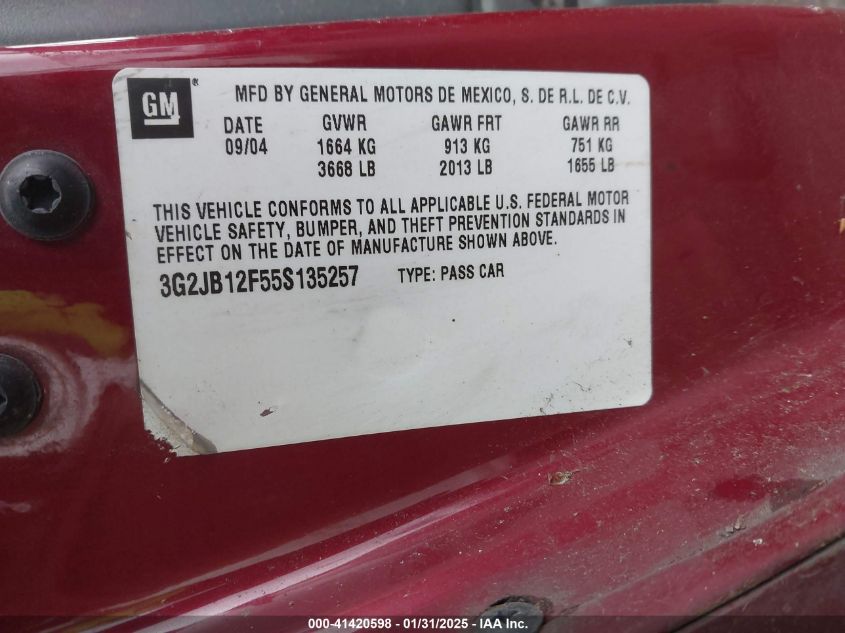 GM ® MFD BY GENERAL MOTORS DE MEXICO, S. DE R.L. DE C.V.
DATE GVWR GAWR FRT GAWR RR
09/04 1664 KG 913 KG 751 KG
3668 LB 2013 LB 1655 LB
THIS VEHICLE CONFORMS TO ALL APPLICABLE U.S. FEDERAL MOTOR
VEHICLE SAFETY, BUMPER, AND THEFT PREVENTION STANDARDS IN
EFFECT ON THE DATE OF MANUFACTURE SHOWN ABOVE.
3G2JB12F55S135257 TYPE: PASS CAR
000-41420598 - 01/31/2025 - IAA Inc.